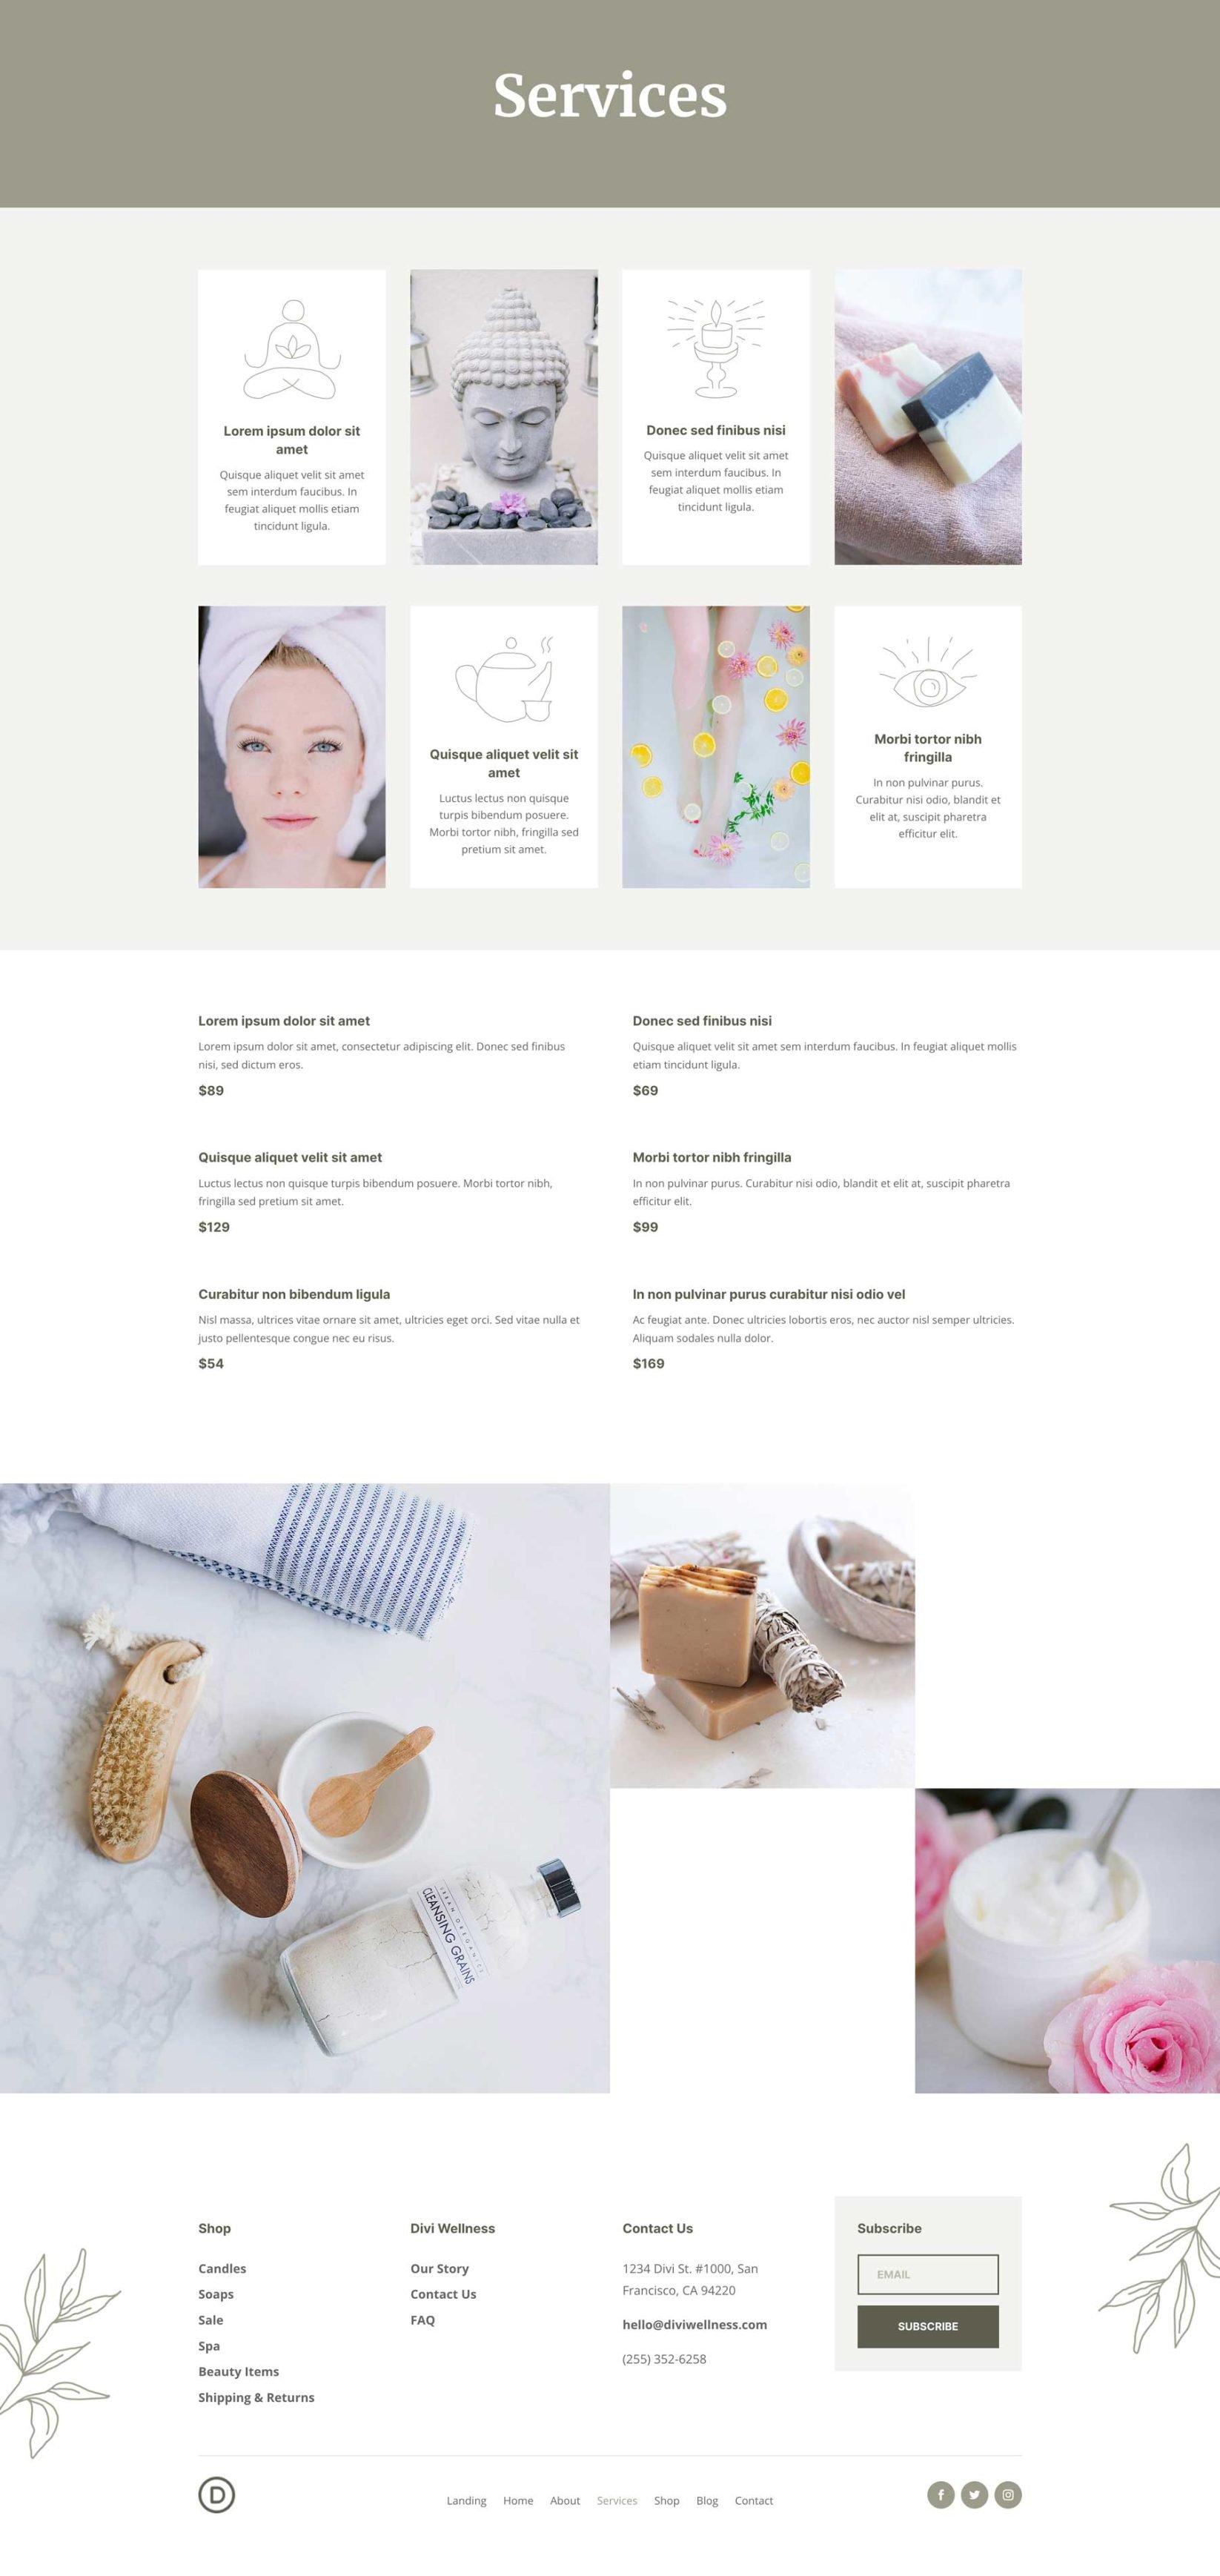 Services
Lorem ipsum dolor sit
amet
Quisque aliquet velit sit amet
sem interdum faucibus. In
feugiat aliquet mollis etiam
tincidunt ligula.
Donec sed finibus nisi
Quisque aliquet velit sit amet
sem interdum faucibus. In
feugiat aliquet mollis etiam
tincidunt ligula.
Quisque aliquet velit sit
amet
Luctus lectus non quisque
turpis bibendum posuere.
Morbi tortor nibh, fringilla sed
pretium sit amet.
Morbi tortor nibh
fringilla
In non pulvinar purus.
Curabitur nisi odio, blandit et
elit at, suscipit pharetra
efficitur elit.
Lorem ipsum dolor sit amet
Lorem ipsum dolor sit amet, consectetur adipiscing elit. Donec sed finibus
nisi, sed dictum eros.
$89
Donec sed finibus nisi
Quisque aliquet velit sit amet sem interdum faucibus. In feugiat aliquet mollis
etiam tincidunt ligula.
$69
Quisque aliquet velit sit amet
Luctus lectus non quisque turpis bibendum posuere. Morbi tortor nibh,
fringilla sed pretium sit amet.
$129
Morbi tortor nibh fringilla
In non pulvinar purus. Curabitur nisi odio, blandit et elit at, suscipit pharetra
efficitur elit.
$99
Curabitur non bibendum ligula
Nisl massa, ultrices vitae ornare sit amet, ultricies eget orci. Sed vitae nulla et
justo pellentesque congue nec eu risus.
$54
In non pulvinar purus curabitur nisi odio vel
Ac feugiat ante. Donec ultricies lobortis eros, nec auctor nisl semper ultricies.
Aliquam sodales nulla dolor.
$169
URBAN OREGANICS
CLEANSING GRAINS
Shop
Candles
Soaps
Sale
Spa
Beauty Items
Shipping & Returns
Divi Wellness
Our Story
Contact Us
FAQ
Contact Us
1234 Divi St. #1000, San
Francisco, CA 94220
hello@diviwellness.com
(255) 352-6258
Subscribe
EMAIL
SUBSCRIBE
D
Landing Home About Services Shop Blog Contact